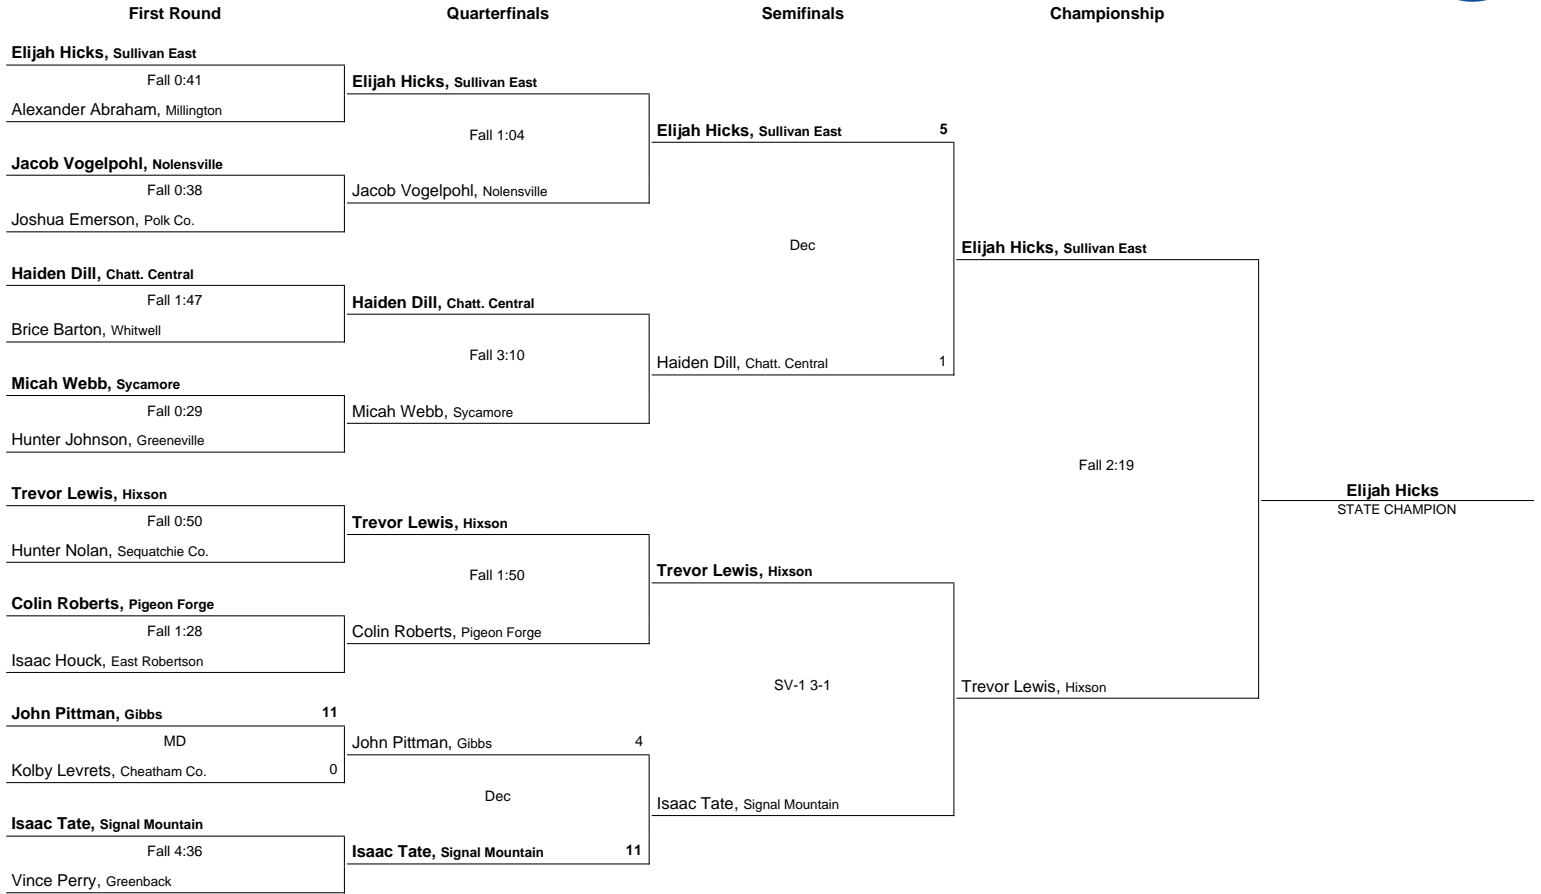 First Round Quarterfinals Semifinals Championship
Elijah Hicks, Sullivan East
Fall 0:41
Alexander Abraham, Millington
Jacob Vogelpohl, Nolensville
Fall 0:38
Joshua Emerson, Polk Co.
Haiden Dill, Chatt. Central
Fall 1:47
Brice Barton, Whitwell
Micah Webb, Sycamore
Fall 0:29
Hunter Johnson, Greeneville
Trevor Lewis, Hixson
Fall 0:50
Hunter Nolan, Sequatchie Co.
Colin Roberts, Pigeon Forge
Fall 1:28
Isaac Houck, East Robertson
John Pittman, Gibbs 11
MD
Kolby Levrets, Cheatham Co. 0
Isaac Tate, Signal Mountain
Fall 4:36
Vince Perry, Greenback
Elijah Hicks, Sullivan East
Fall 1:04
Jacob Vogelpohl, Nolensville
Haiden Dill, Chatt. Central
Fall 3:10
Micah Webb, Sycamore
Trevor Lewis, Hixson
Fall 1:50
Colin Roberts, Pigeon Forge
John Pittman, Gibbs 4
Dec
Isaac Tate, Signal Mountain 11
Elijah Hicks, Sullivan East 5
Dec
Haiden Dill, Chatt. Central 1
Trevor Lewis, Hixson
SV-1 3-1
Isaac Tate, Signal Mountain
Elijah Hicks, Sullivan East
Fall 2:19
Trevor Lewis, Hixson
Elijah Hicks
STATE CHAMPION